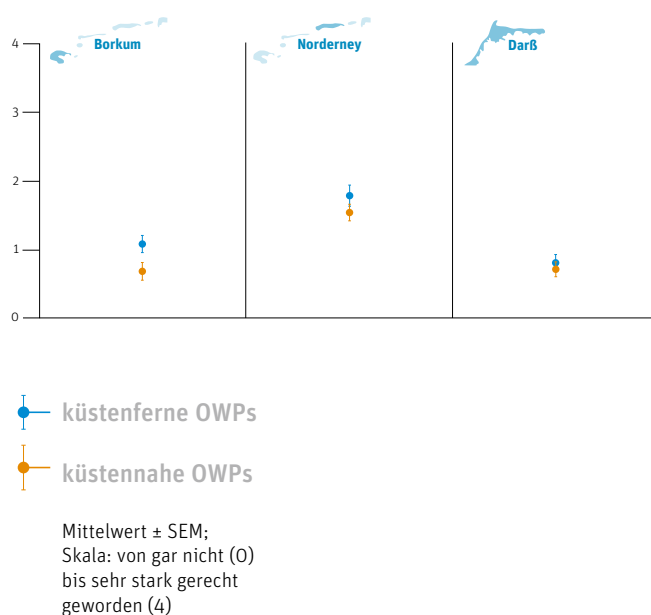 Borkum
Norderney
Darß
4
3
2
1
0
küstenferne OWPs
küstennahe OWPs
Mittelwert ± SEM;
Skala: von gar nicht (0)
bis sehr stark gerecht
geworden (4)